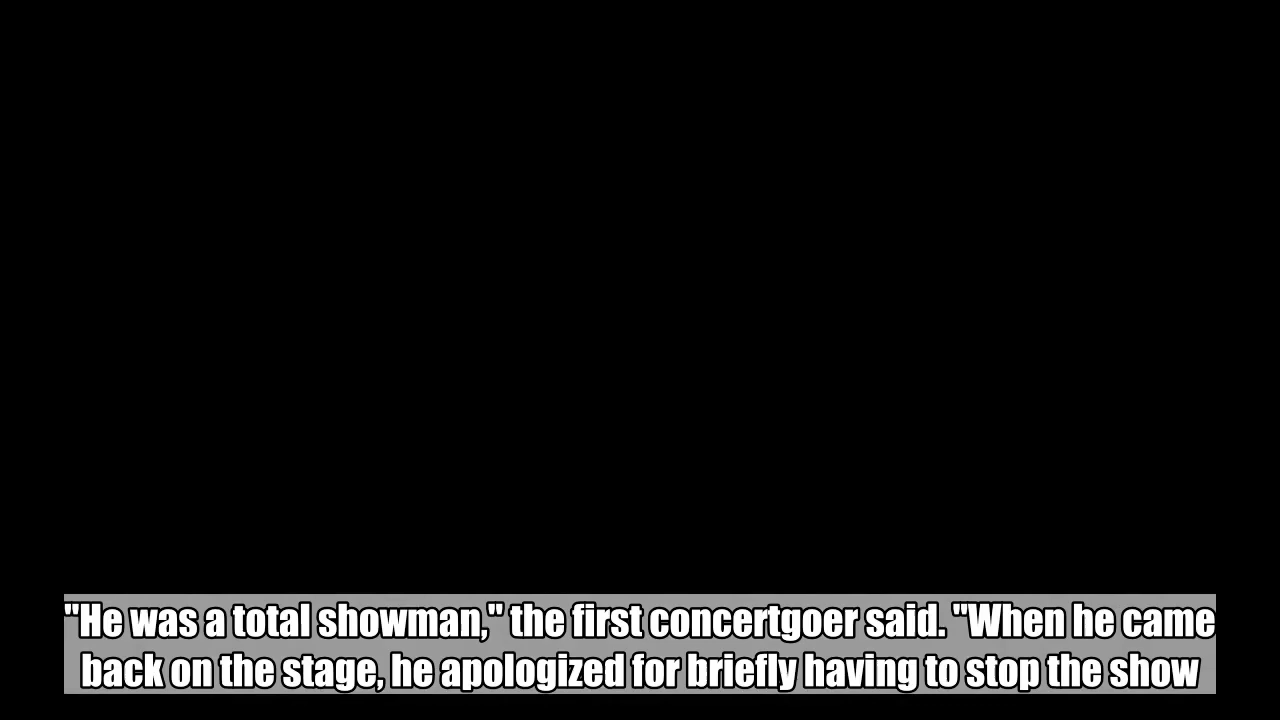 "He was a total showman," the first concertgoer said. "When he came
back on the stage, he apologized for briefly having to stop the show